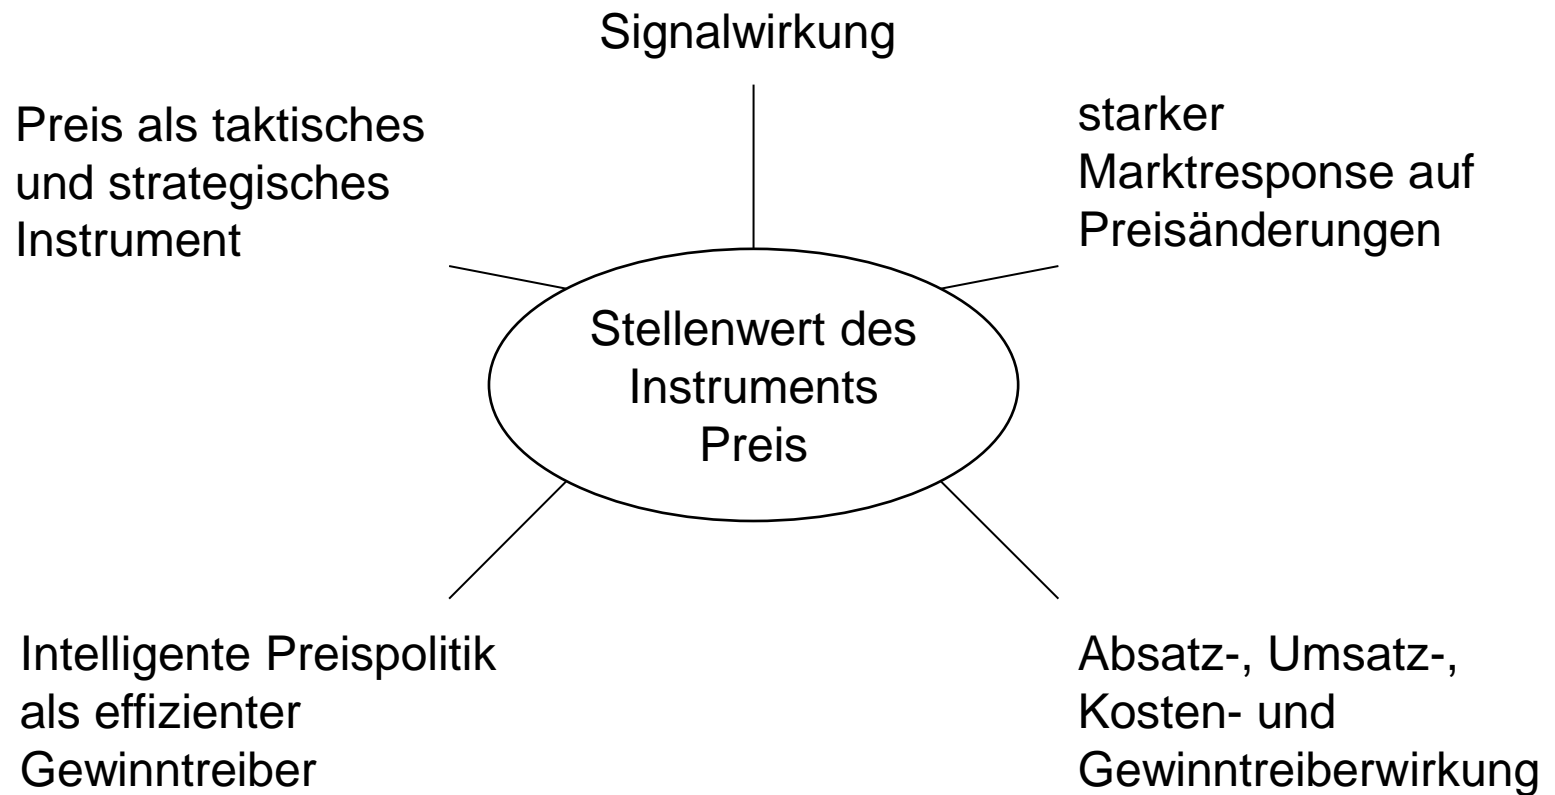 Signalwirkung
Preis als taktisches
und strategisches
Instrument
starker
Marktresponse auf
Preisänderungen
Stellenwert des
Instruments
Preis
Intelligente Preispolitik
als effizienter
Gewinntreiber
Absatz-, Umsatz-,
Kosten- und
Gewinntreiberwirkung